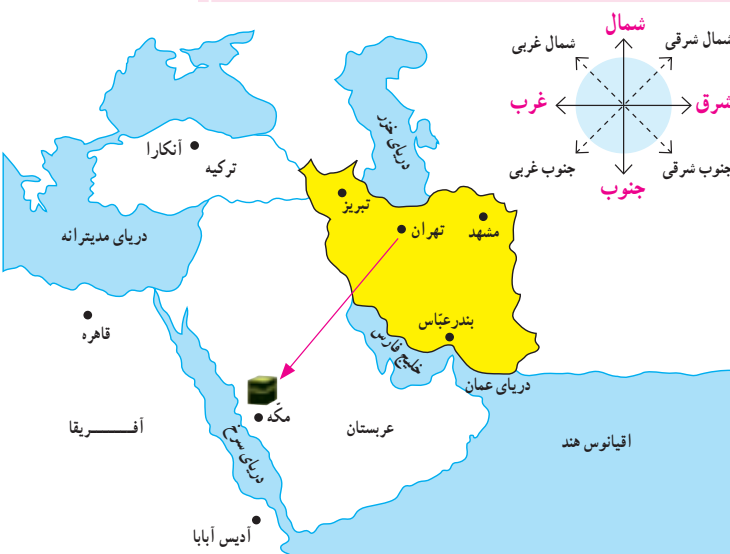 شمال
شمال شرقی
شمال غربی
شرق
غرب
جنوب شرقی
جنوب غربی
جنوب
دریای خزر
آنکارا
ترکیه
تبریز
تهران
مشهد
دریای مدیترانه
قاهره
بندرعبّاس
خلیج فارس
دریای عمان
مکّه
عربستان
آفـــــریقا
دریای سرخ
اقیانوس هند
آدیس آبابا